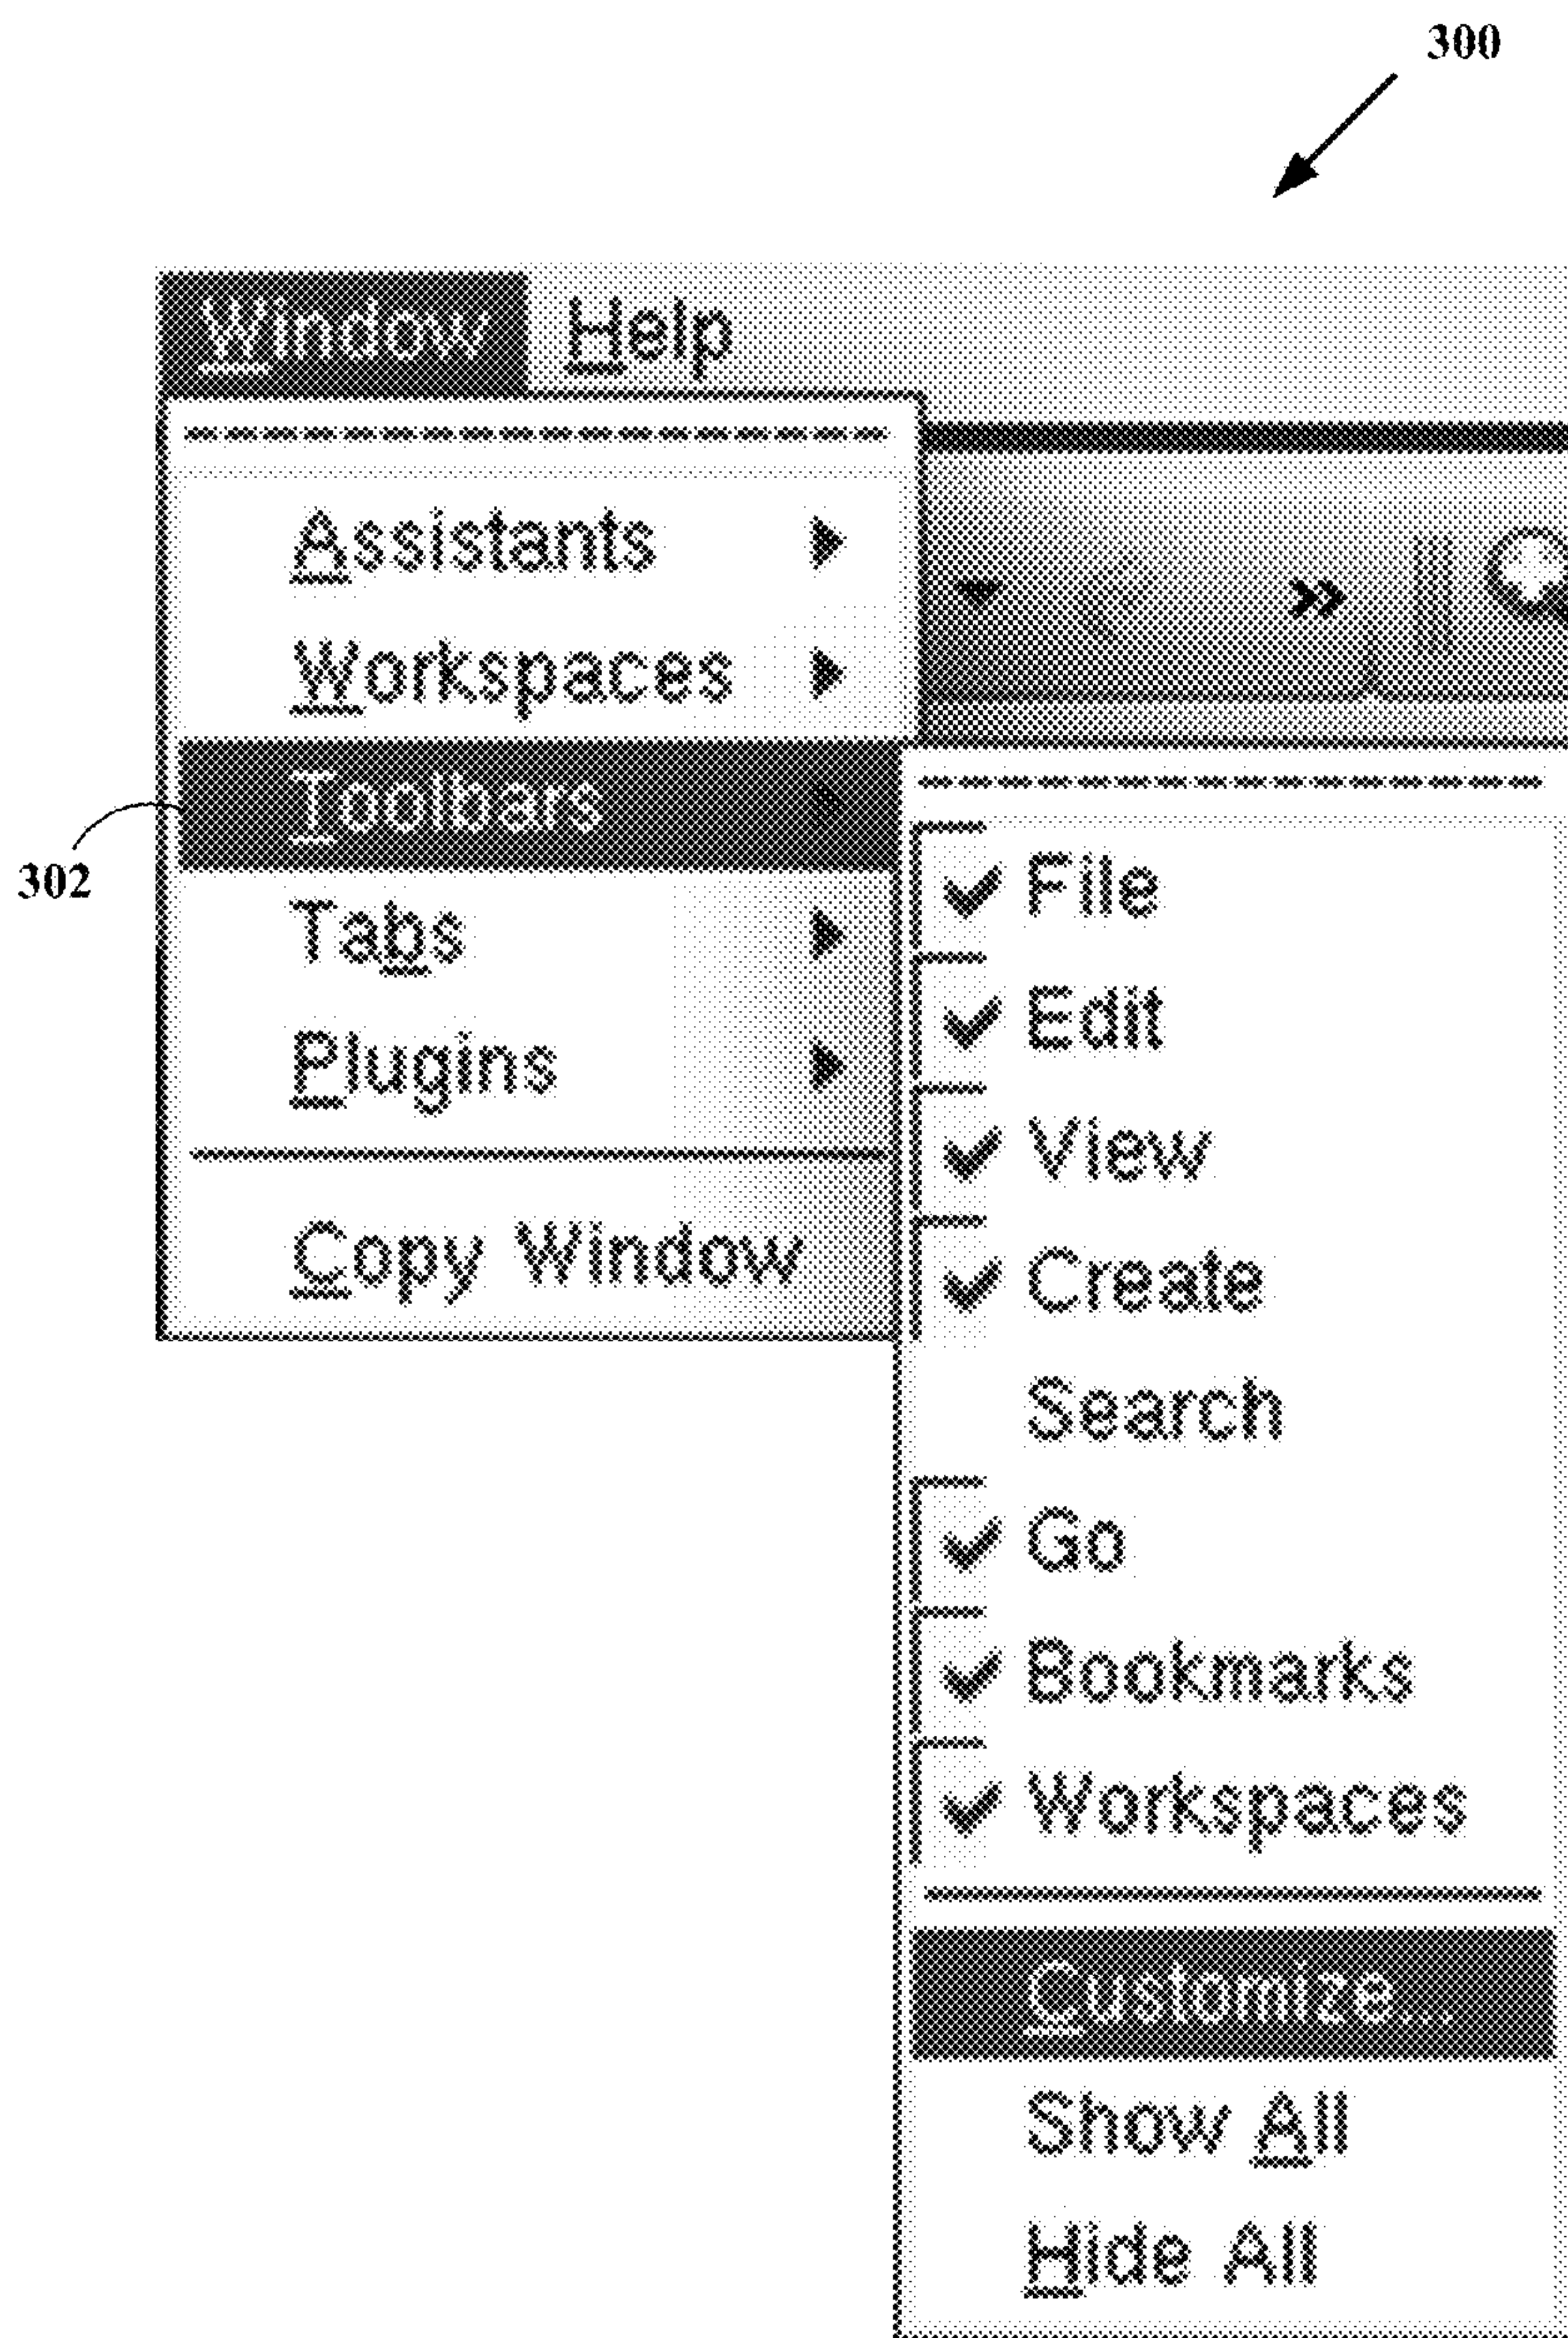 300
Window Help
Assistants
Workspaces
Toolbars
302
Tabs
Plugins
Copy Window
File
Edit
View
Create
Search
Go
Bookmarks
Workspaces
Customize...
Show All
Hide All